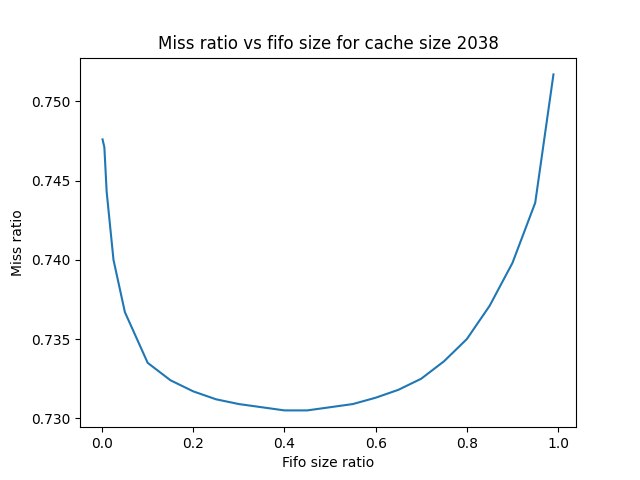 Miss ratio vs fifo size for cache size 2038
0.750
0.745
0.740
0.735
0.730
Miss ratio
0.0 0.2 0.4 0.6 0.8 1.0
Fifo size ratio